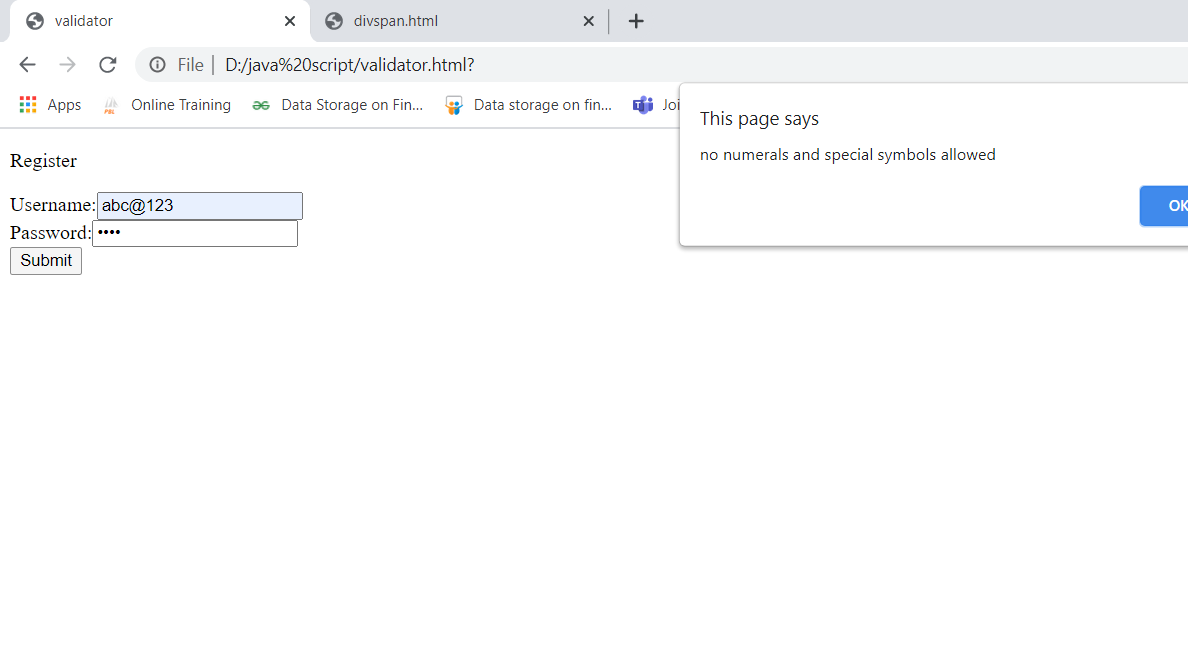 validator
divspan.html
File
D:/java%20script/validator.html?
Apps
Online Training
Data Storage on Fin...
Data storage on fin...
Joi
This page says
no numerals and special symbols allowed
OK
Register
Username: abc@123
Password: ••••
Submit